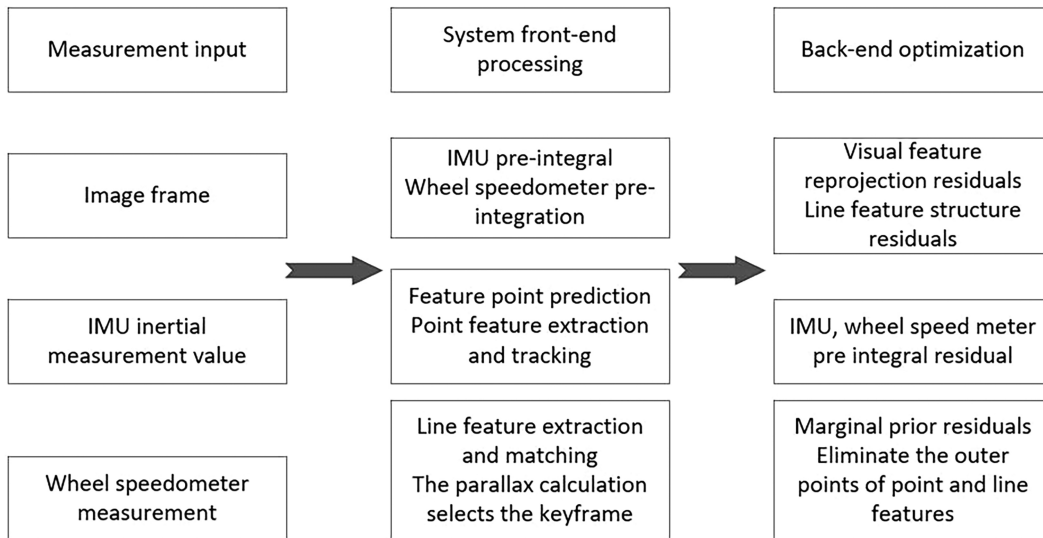 Measurement input
System front-end
processing
Back-end optimization
Image frame
IMU pre-integral
Wheel speedometer pre-
integration
Visual feature
reprojection residuals
Line feature structure
residuals
IMU inertial
measurement value
Feature point prediction
Point feature extraction
and tracking
IMU, wheel speed meter
pre integral residual
Wheel speedometer
measurement
Line feature extraction
and matching
The parallax calculation
selects the keyframe
Marginal prior residuals
Eliminate the outer
points of point and line
features